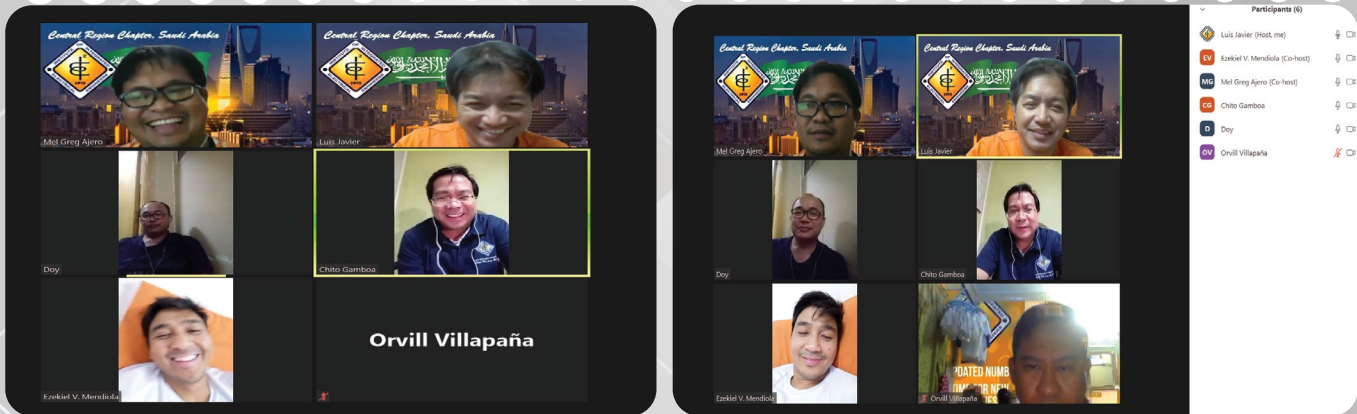 Central Region Chapter, Saudi Arabia
Mel Greg Ajero
Central Region Chapter, Saudi Arabia
Luis Javier
Doy
Chito Gamboa
Ezekiel V. Mendiola
Orvill Villapaña
Central Region Chapter, Saudi Arabia
Mel Greg Ajero
Central Region Chapter, Saudi Arabia
Luis Javier
Doy
Chito Gamboa
Ezekiel V. Mendiola
PDATED NUMB
Orvill Villapaña
Participants (6)
Luis Javier (Host, me)
EV Ezekiel V. Mendiola (Co-host)
MG Mel Greg Ajero (Co-host)
CG Chito Gamboa
D Doy
OV Orvill Villapaña